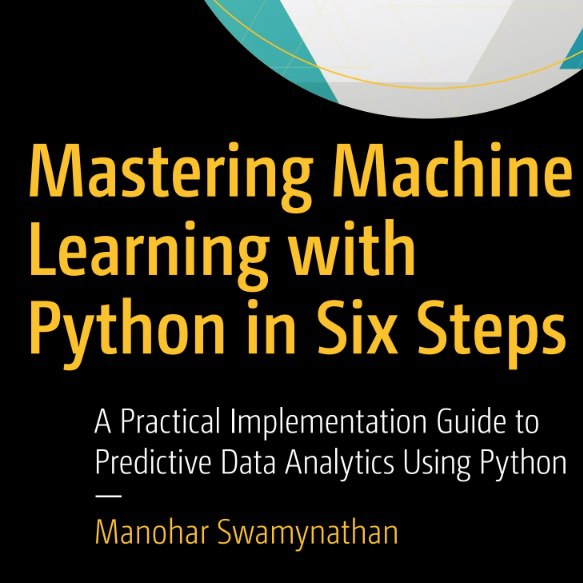 Mastering Machine
Learning with
Python in Six Steps
A Practical Implementation Guide to
Predictive Data Analytics Using Python
Manohar Swamynathan